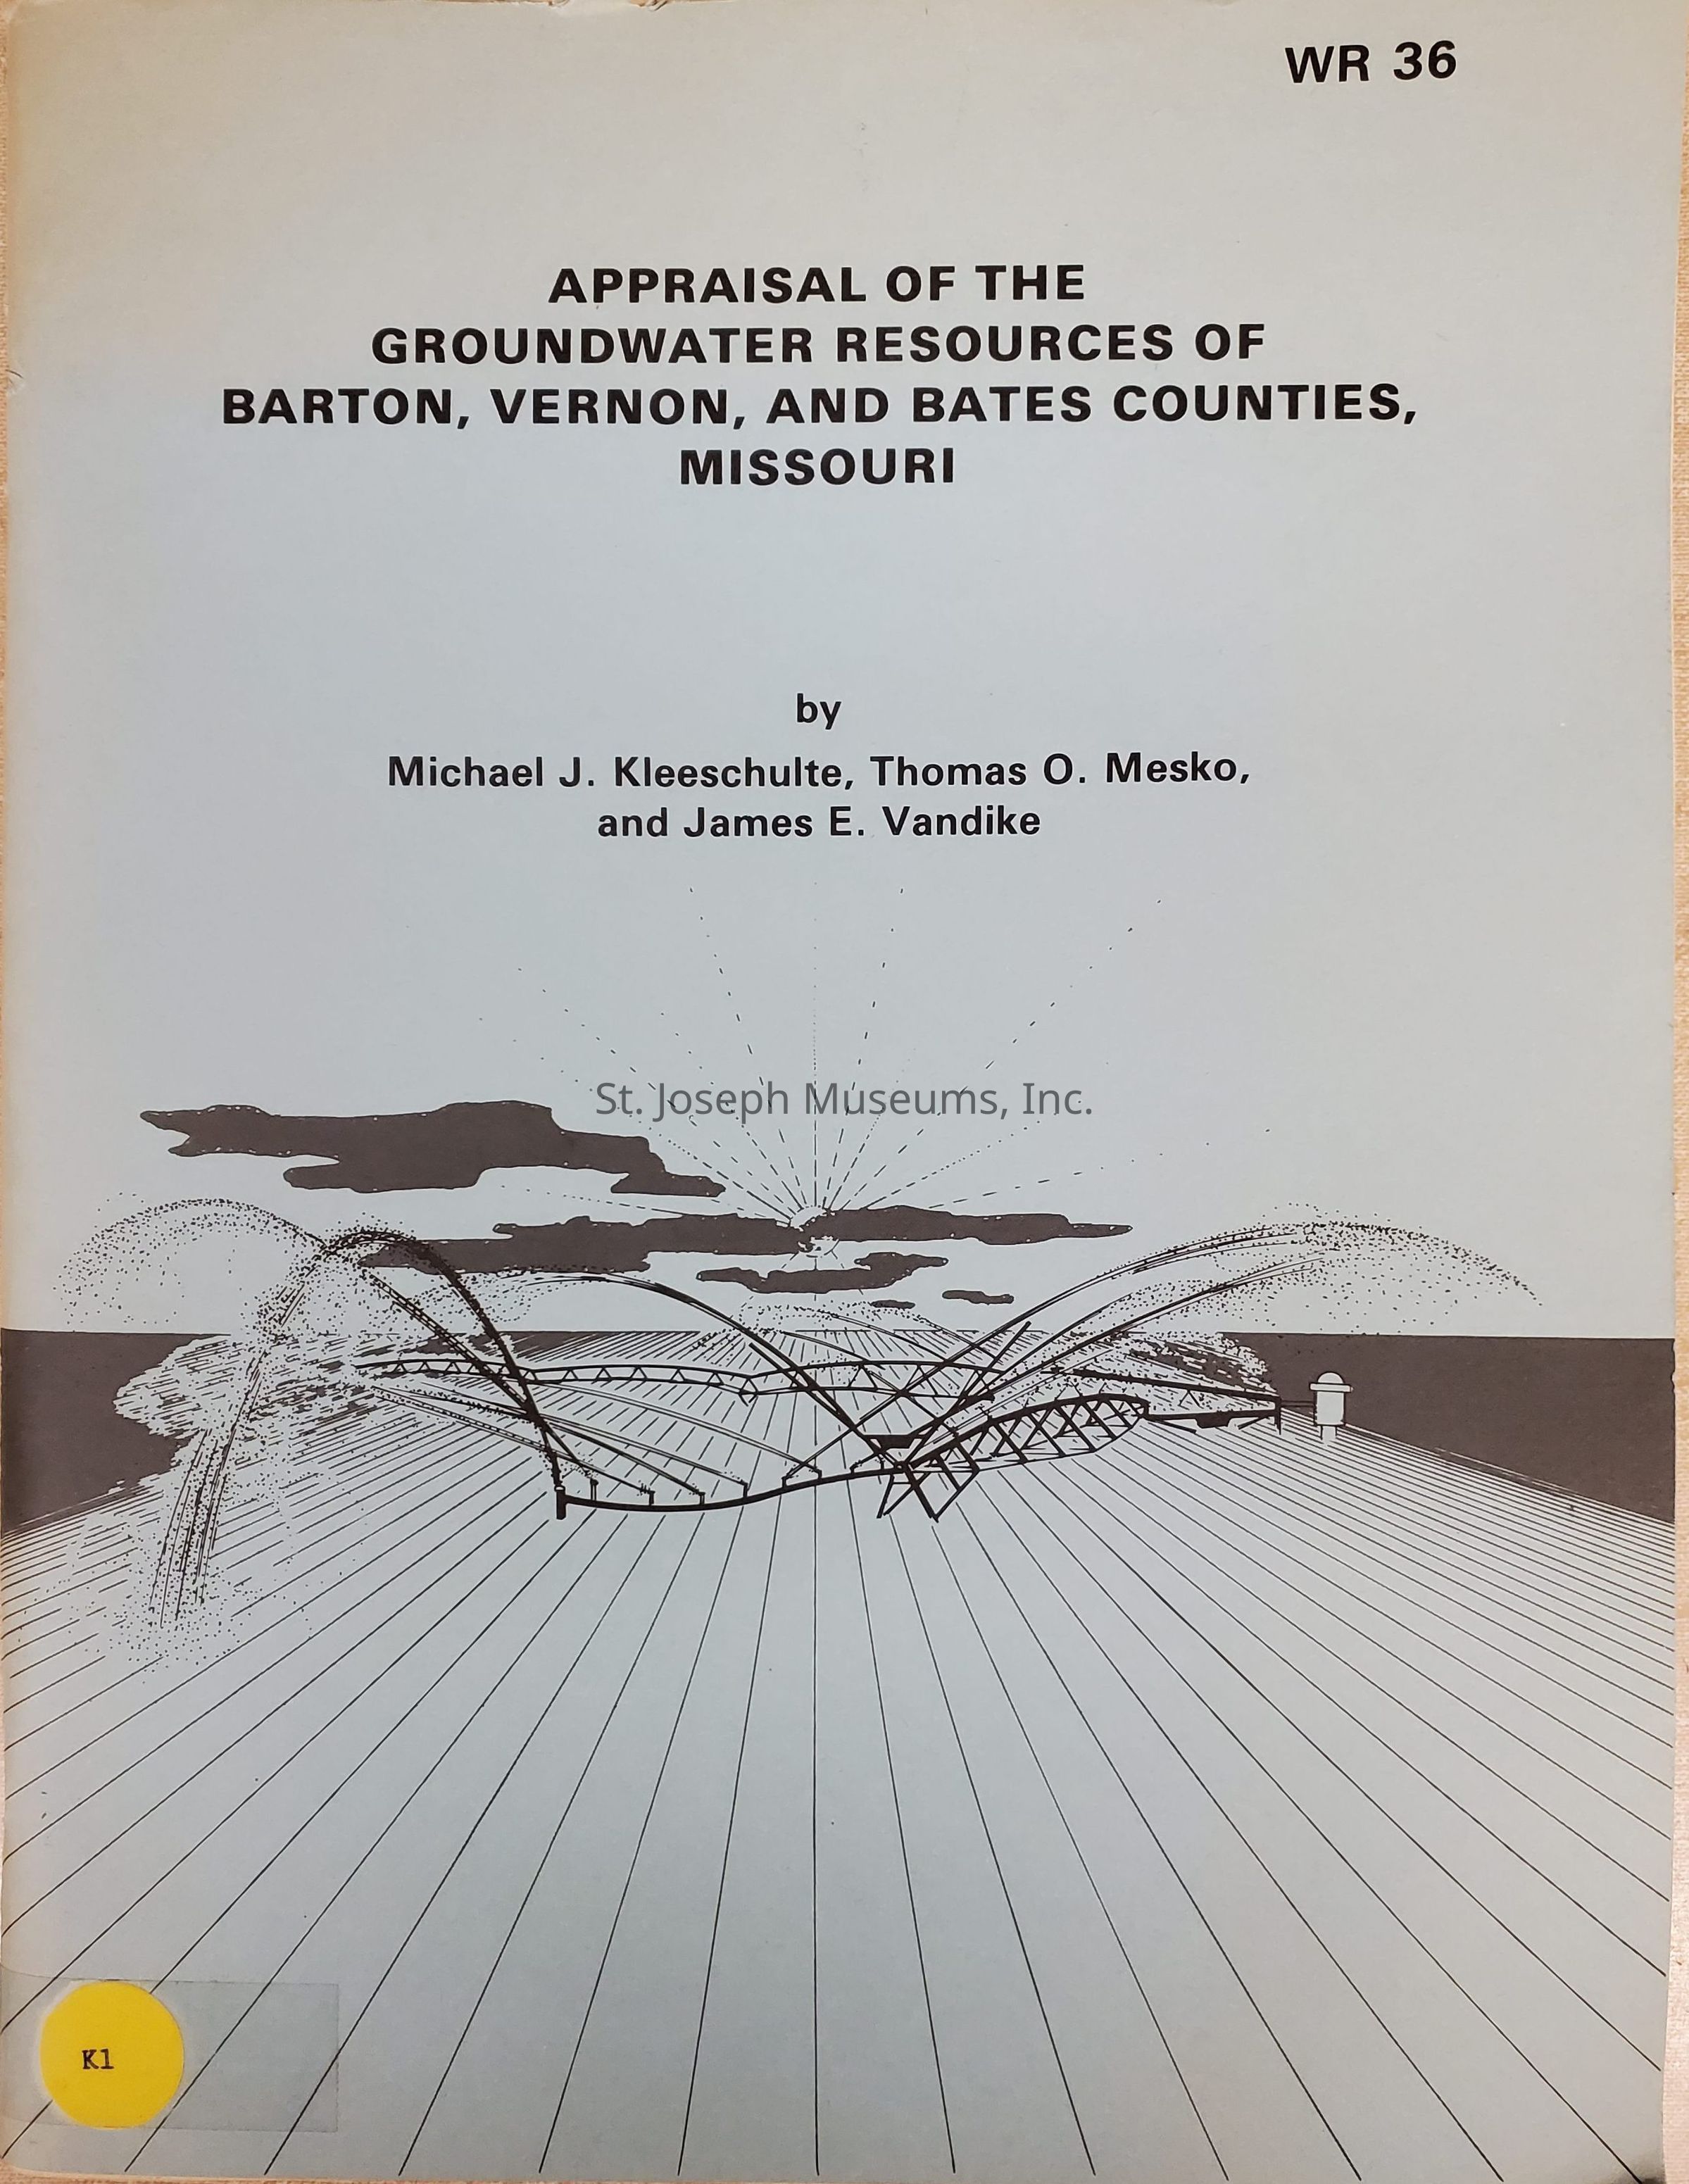 WR 36
APPRAISAL OF THE
GROUNDWATER RESOURCES OF
BARTON, VERNON, AND BATES COUNTIES,
MISSOURI
by
Michael J. Kleeschulte, Thomas O. Mesko,
and James E. Vandike
St. Joseph Museums, Inc.
K1